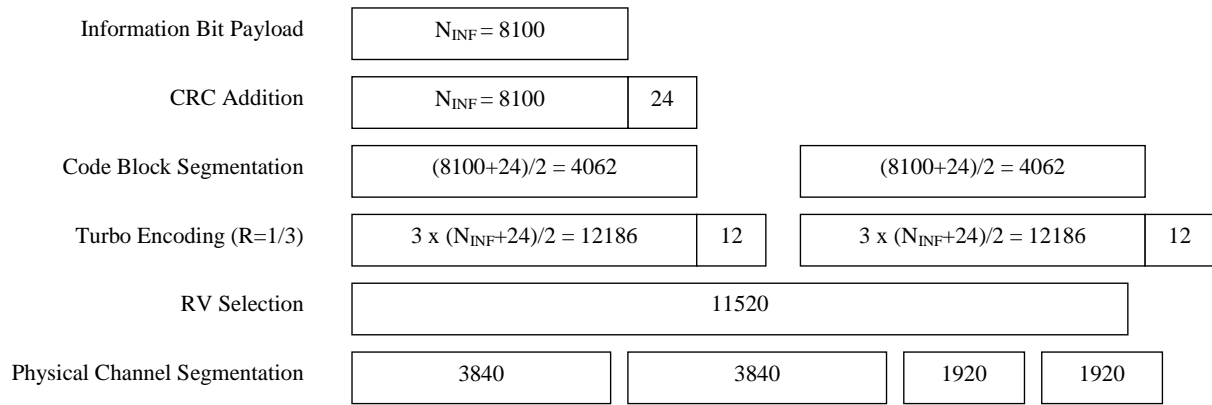 Information Bit Payload N_INF = 8100
CRC Addition N_INF = 8100 24
Code Block Segmentation (8100+24)/2 = 4062 (8100+24)/2 = 4062
Turbo Encoding (R=1/3) 3 x (N_INF+24)/2 = 12186 12 3 x (N_INF+24)/2 = 12186 12
RV Selection 11520
Physical Channel Segmentation 3840 3840 1920 1920